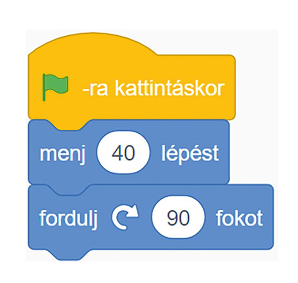 -ra kattintáskor
menj 40 lépést
fordulj 90 fokot